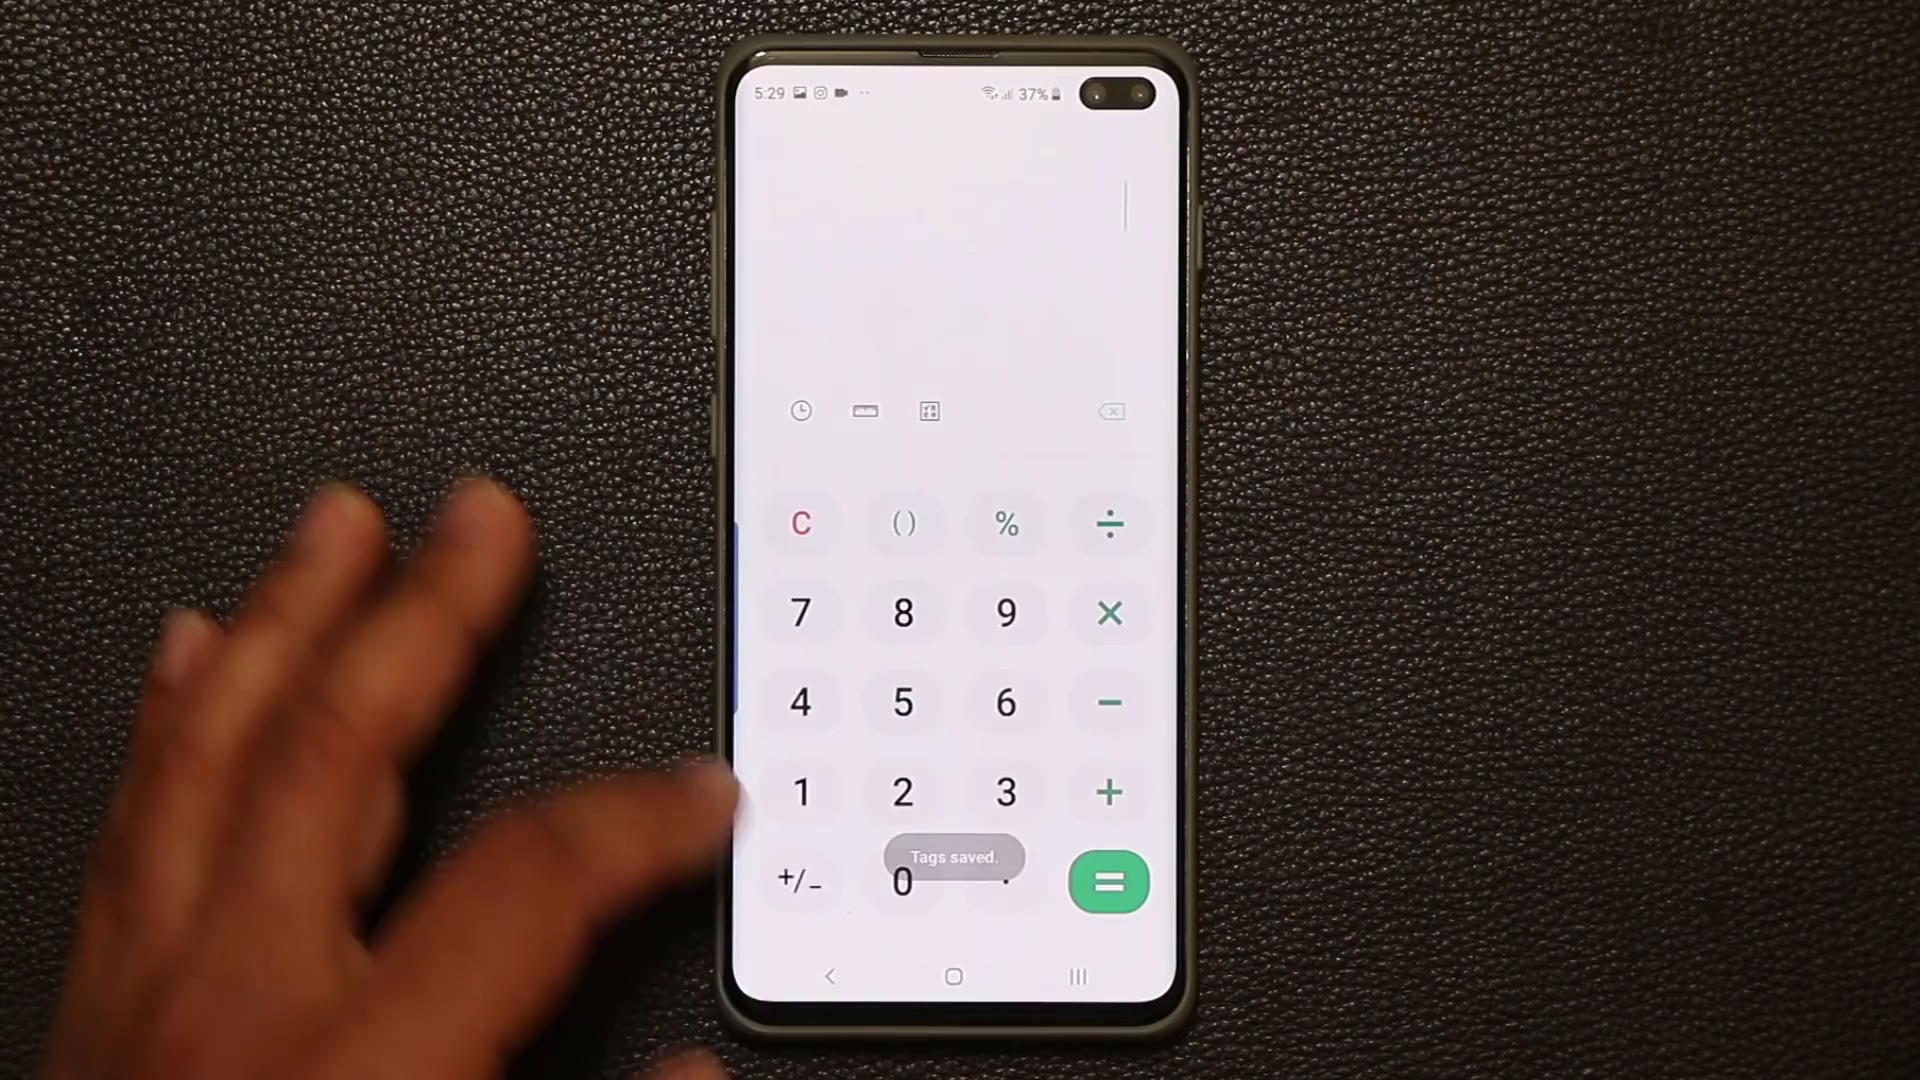 5:29 37%
C ( ) % ÷
7 8 9 ×
4 5 6 −
1 2 3 +
Tags saved.
+/− 0 . =